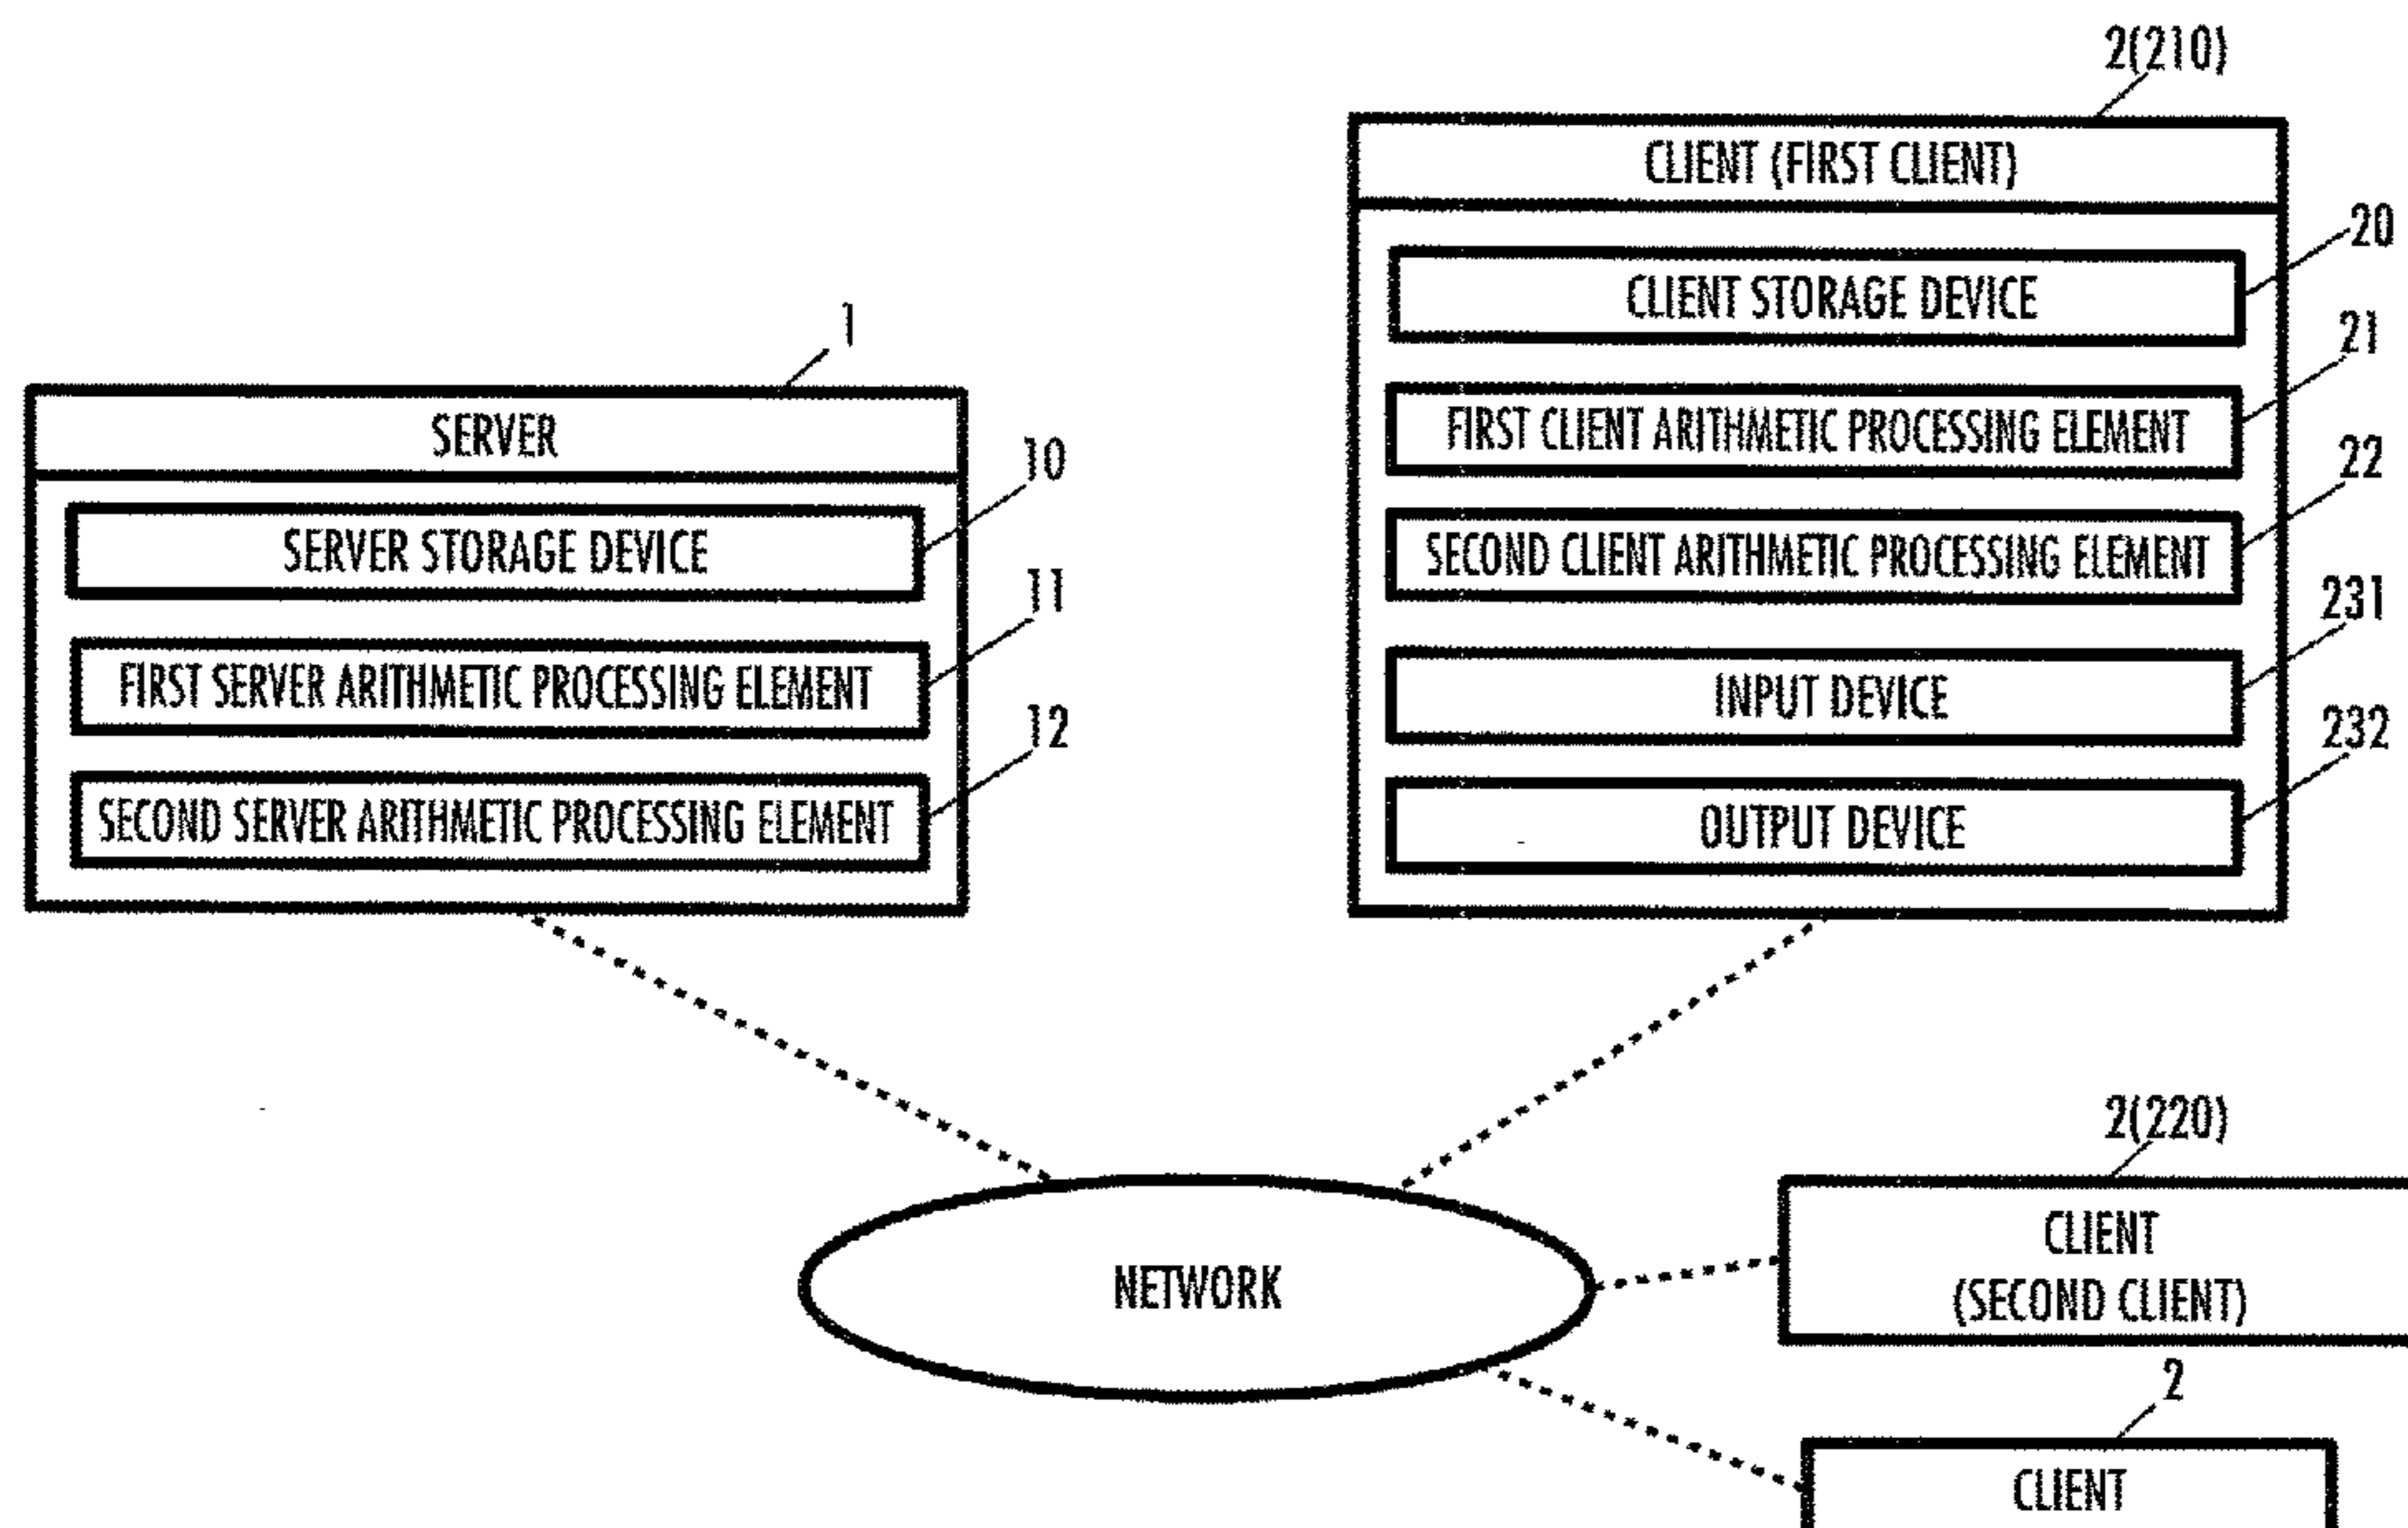 2(210)
CLIENT (FIRST CLIENT)
20
CLIENT STORAGE DEVICE
21
FIRST CLIENT ARITHMETIC PROCESSING ELEMENT
22
SECOND CLIENT ARITHMETIC PROCESSING ELEMENT
231
INPUT DEVICE
232
OUTPUT DEVICE
1
SERVER
10
SERVER STORAGE DEVICE
11
FIRST SERVER ARITHMETIC PROCESSING ELEMENT
12
SECOND SERVER ARITHMETIC PROCESSING ELEMENT
NETWORK
2(220)
CLIENT
(SECOND CLIENT)
2
CLIENT